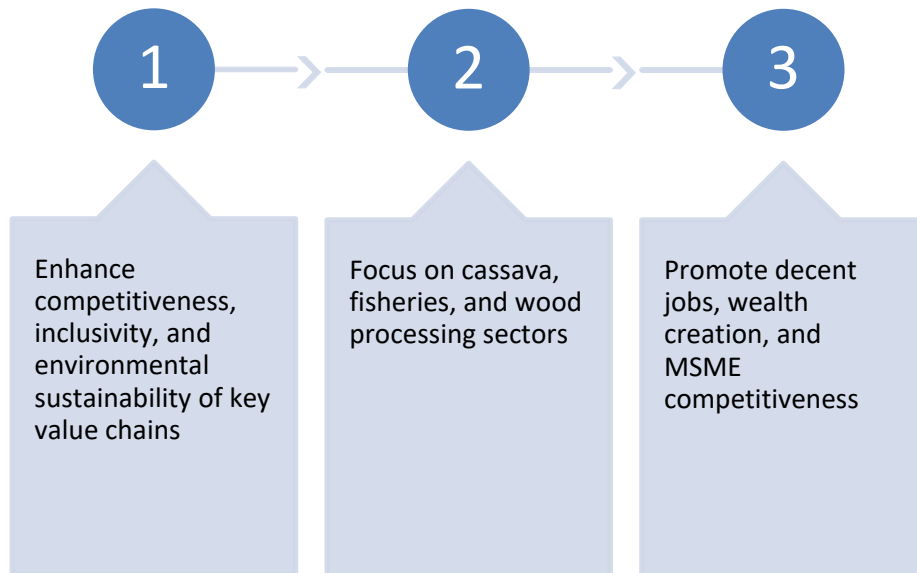 1
2
3
Enhance
competitiveness,
inclusivity, and
environmental
sustainability of key
value chains
Focus on cassava,
fisheries, and wood
processing sectors
Promote decent
jobs, wealth
creation, and
MSME
competitiveness